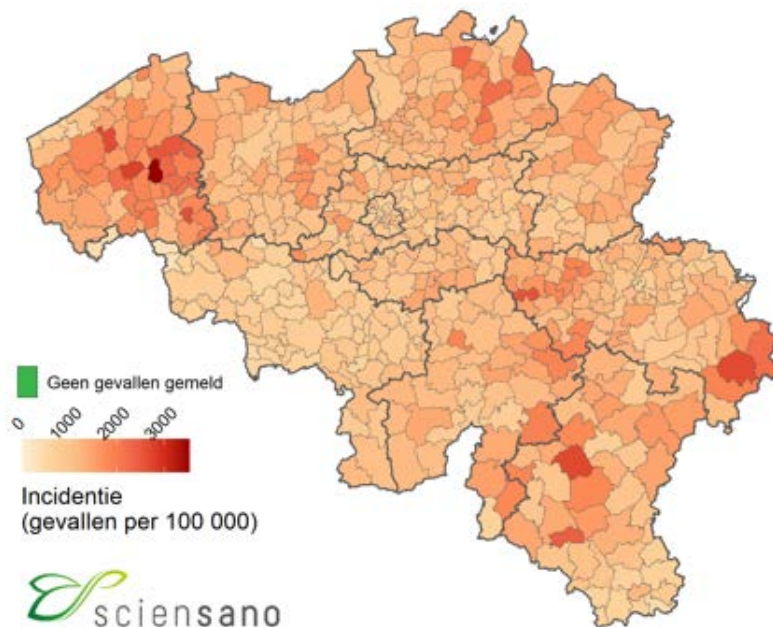 Geen gevallen gemeld
0 1000 2000 3000
Incidentie
(gevallen per 100 000)
sciensano